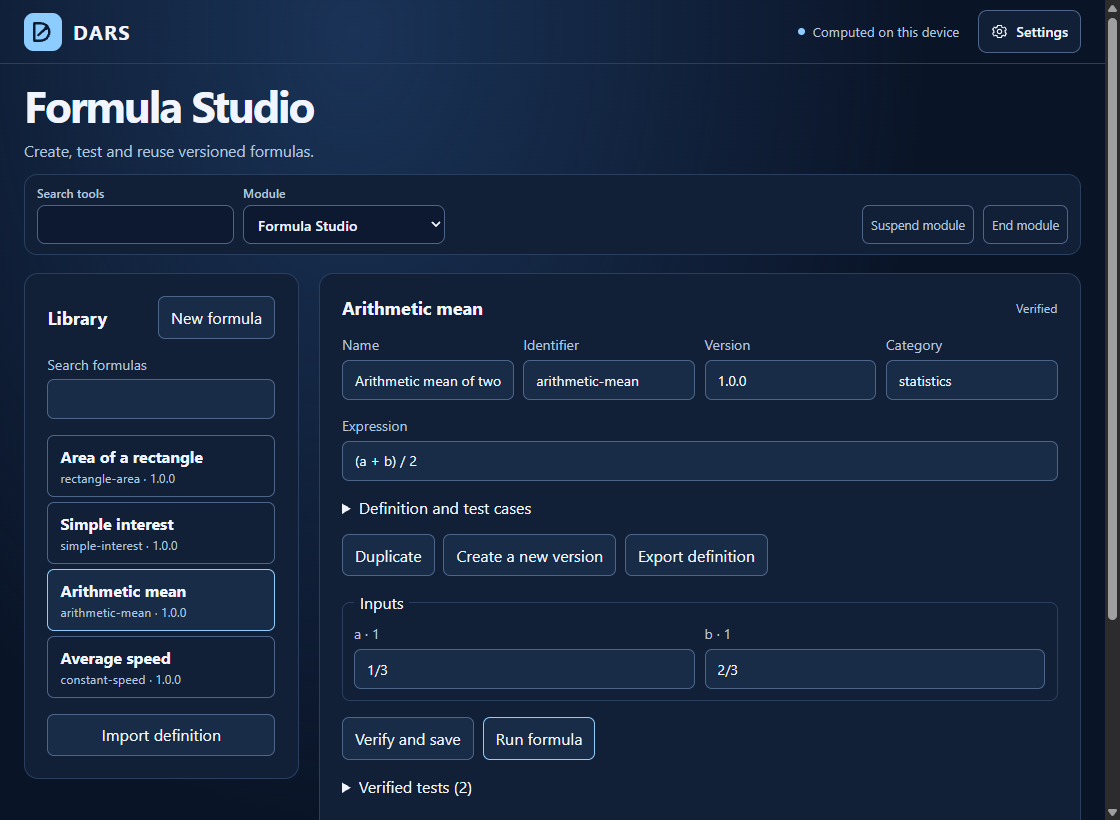 DARS
Computed on this device
Settings
Formula Studio
Create, test and reuse versioned formulas.
Search tools
Module
Formula Studio
Suspend module
End module
Library
New formula
Search formulas
Area of a rectangle
rectangle-area · 1.0.0
Simple interest
simple-interest · 1.0.0
Arithmetic mean
arithmetic-mean · 1.0.0
Average speed
constant-speed · 1.0.0
Import definition
Arithmetic mean
Verified
Name
Identifier
Version
Category
Arithmetic mean of two
arithmetic-mean
1.0.0
statistics
Expression
(a + b) / 2
Definition and test cases
Duplicate
Create a new version
Export definition
Inputs
a · 1
b · 1
1/3
2/3
Verify and save
Run formula
Verified tests (2)